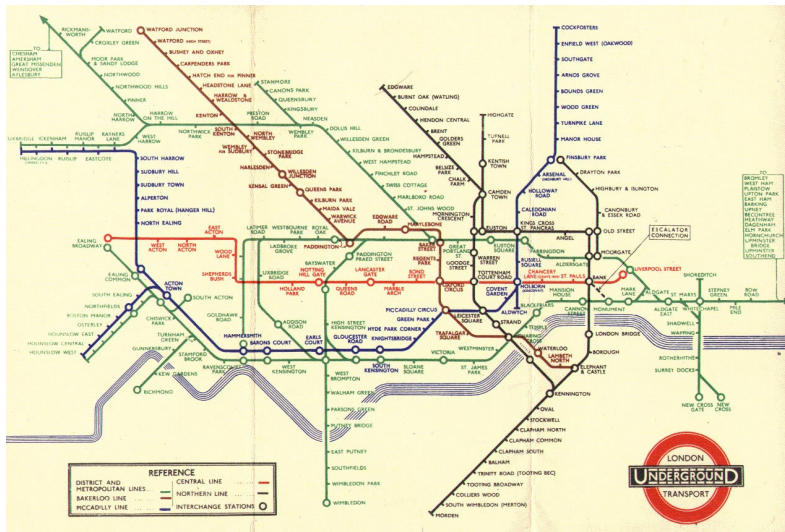 RICKMANSWORTH
WATFORD
CROXLEY GREEN
WATFORD JUNCTION
WATFORD (HIGH STREET)
BUSHEY AND OXHEY
CARPENDERS PARK
HATCH END FOR PINNER
HEADSTONE LANE
HARROW & WEALDSTONE
KENTON
TO
CHESHAM
AMERSHAM
GREAT MISSENDEN
WENDOVER
AYLESBURY
MOOR PARK & SANDY LODGE
NORTHWOOD
NORTHWOOD HILLS
PINNER
NORTH HARROW
HARROW ON THE HILL
NORTHWICK PARK
PRESTON ROAD
WEMBLEY PARK
NEASDEN
STANMORE
CANONS PARK
QUEENSBURY
KINGSBURY
DOLLIS HILL
WILLESDEN GREEN
KILBURN & BRONDESBURY
WEST HAMPSTEAD
FINCHLEY ROAD
SWISS COTTAGE
MARLBORO ROAD
ST. JOHNS WOOD
UXBRIDGE
ICKENHAM
RUISLIP MANOR
RAYNERS LANE
WEST HARROW
HILLINGDON
RUISLIP
EASTCOTE
SOUTH HARROW
SUDBURY HILL
SUDBURY TOWN
ALPERTON
PARK ROYAL (HANGER HILL)
NORTH EALING
SOUTH KENTON
NORTH WEMBLEY
WEMBLEY FOR SUDBURY
STONEBRIDGE PARK
HARLESDEN
WILLESDEN JUNCTION
KENSAL GREEN
QUEENS PARK
KILBURN PARK
MAIDA VALE
WARWICK AVENUE
EDGWARE ROAD
MARYLEBONE
PADDINGTON
EDGWARE
BURNT OAK (WATLING)
COLINDALE
HENDON CENTRAL
BRENT
GOLDERS GREEN
HAMPSTEAD
BELSIZE PARK
CHALK FARM
CAMDEN TOWN
MORNINGTON CRESCENT
HIGHGATE
TUFNELL PARK
KENTISH TOWN
COCKFOSTERS
ENFIELD WEST (OAKWOOD)
SOUTHGATE
ARNOS GROVE
BOUNDS GREEN
WOOD GREEN
TURNPIKE LANE
MANOR HOUSE
FINSBURY PARK
ARSENAL
(HIGHBURY HILL)
HOLLOWAY ROAD
CALEDONIAN ROAD
DRAYTON PARK
HIGHBURY & ISLINGTON
CANONBURY & ESSEX ROAD
OLD STREET
MOORGATE
ESCALATOR CONNECTION
EUSTON
KINGS CROSS ST. PANCRAS
ANGEL
EALING BROADWAY
WEST ACTON
NORTH ACTON
EAST ACTON
WOOD LANE
SHEPHERDS BUSH
LATIMER ROAD
WESTBOURNE PARK
ROYAL OAK
LADBROKE GROVE
UXBRIDGE ROAD
BAYSWATER
PADDINGTON PRAED STREET
HOLLAND PARK
NOTTING HILL GATE
QUEENS ROAD
LANCASTER GATE
MARBLE ARCH
BOND STREET
BAKER STREET
REGENTS PARK
OXFORD CIRCUS
GREAT PORTLAND ST.
WARREN STREET
GOODGE STREET
TOTTENHAM COURT ROAD
EUSTON SQUARE
RUSSELL SQUARE
FARRINGDON
ALDERSGATE
LIVERPOOL STREET
CHANCERY LANE
ST. PAULS
BANK
HOLBORN
(KINGSWAY)
COVENT GARDEN
ALDWYCH
BLACKFRIARS
MANSION HOUSE
CANNON STREET
MONUMENT
MARK LANE
ALDGATE
ALDGATE EAST
ST MARYS
SHOREDITCH
WHITECHAPEL
STEPNEY GREEN
MILE END
BOW ROAD
SHADWELL
WAPPING
ROTHERHITHE
SURREY DOCKS
NEW CROSS GATE
NEW CROSS
TO
BROMLEY
WEST HAM
PLAISTOW
UPTON PARK
EAST HAM
BARKING
UPNEY
BECONTREE
HEATHWAY
DAGENHAM
ELM PARK
HORNCHURCH
UPMINSTER BRIDGE
UPMINSTER
SOUTHEND
EALING COMMON
ACTON TOWN
SOUTH EALING
NORTHFIELDS
BOSTON MANOR
OSTERLEY
HOUNSLOW EAST
HOUNSLOW CENTRAL
HOUNSLOW WEST
SOUTH ACTON
CHISWICK PARK
TURNHAM GREEN
GUNNERSBURY
KEW GARDENS
RICHMOND
STAMFORD BROOK
RAVENSCOURT PARK
GOLDHAWK ROAD
HAMMERSMITH
BARONS COURT
WEST KENSINGTON
ADDISON ROAD
EARLS COURT
HIGH STREET KENSINGTON
GLOUCESTER ROAD
SOUTH KENSINGTON
SLOANE SQUARE
VICTORIA
ST. JAMES PARK
WESTMINSTER
KNIGHTSBRIDGE
HYDE PARK CORNER
GREEN PARK
PICCADILLY CIRCUS
LEICESTER SQUARE
TRAFALGAR SQUARE
STRAND
TEMPLE
CHARING CROSS
WATERLOO
LAMBETH NORTH
ELEPHANT & CASTLE
LONDON BRIDGE
BOROUGH
KENNINGTON
OVAL
STOCKWELL
CLAPHAM NORTH
CLAPHAM COMMON
CLAPHAM SOUTH
BALHAM
TRINITY ROAD (TOOTING BEC)
TOOTING BROADWAY
COLLIERS WOOD
SOUTH WIMBLEDON (MERTON)
MORDEN
WEST BROMPTON
WALHAM GREEN
PARSONS GREEN
PUTNEY BRIDGE
EAST PUTNEY
SOUTHFIELDS
WIMBLEDON PARK
WIMBLEDON
REFERENCE
DISTRICT AND METROPOLITAN LINES
BAKERLOO LINE
PICCADILLY LINE
CENTRAL LINE
NORTHERN LINE
INTERCHANGE STATIONS
LONDON
UNDERGROUND
TRANSPORT